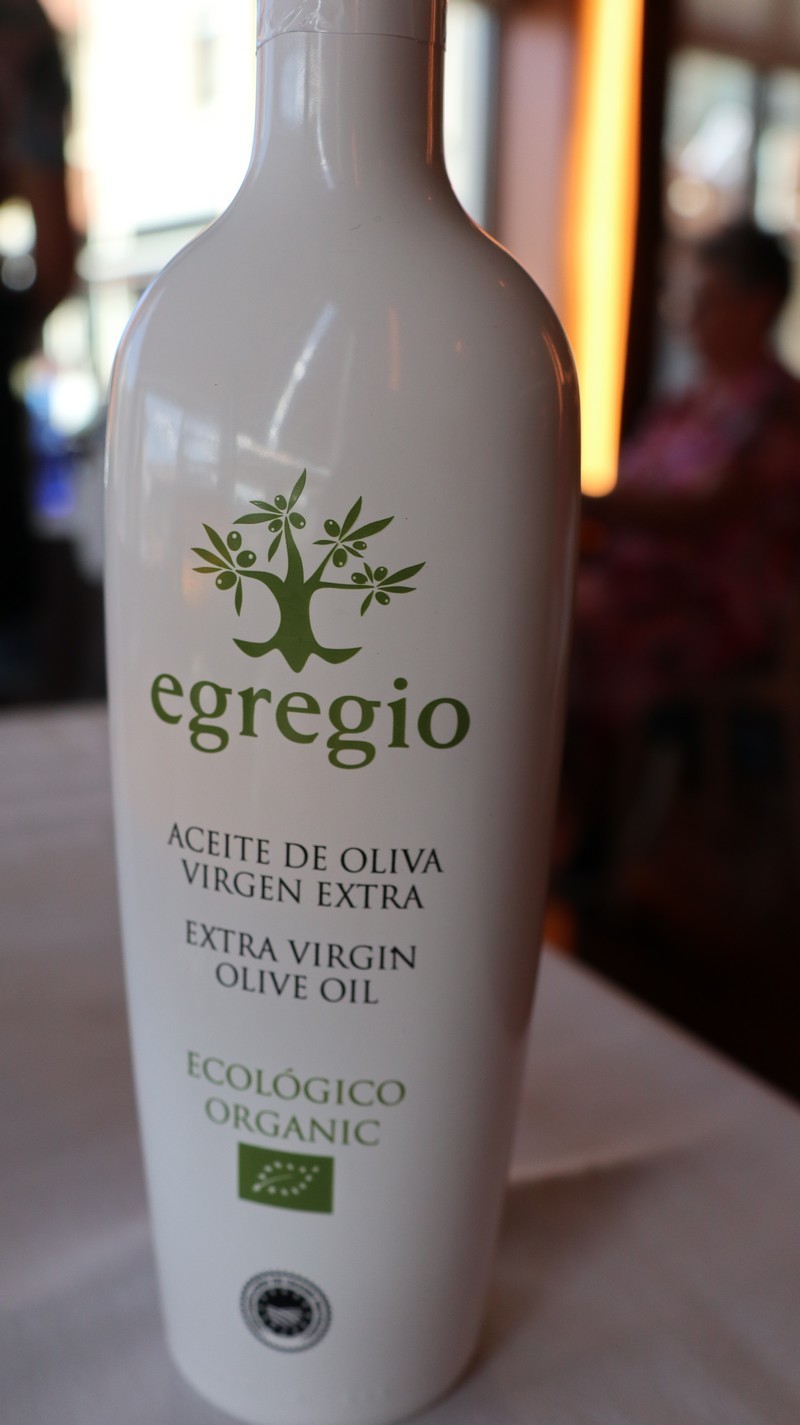 egregio
ACEITE DE OLIVA
VIRGEN EXTRA
EXTRA VIRGIN
OLIVE OIL
ECOLÓGICO
ORGANIC